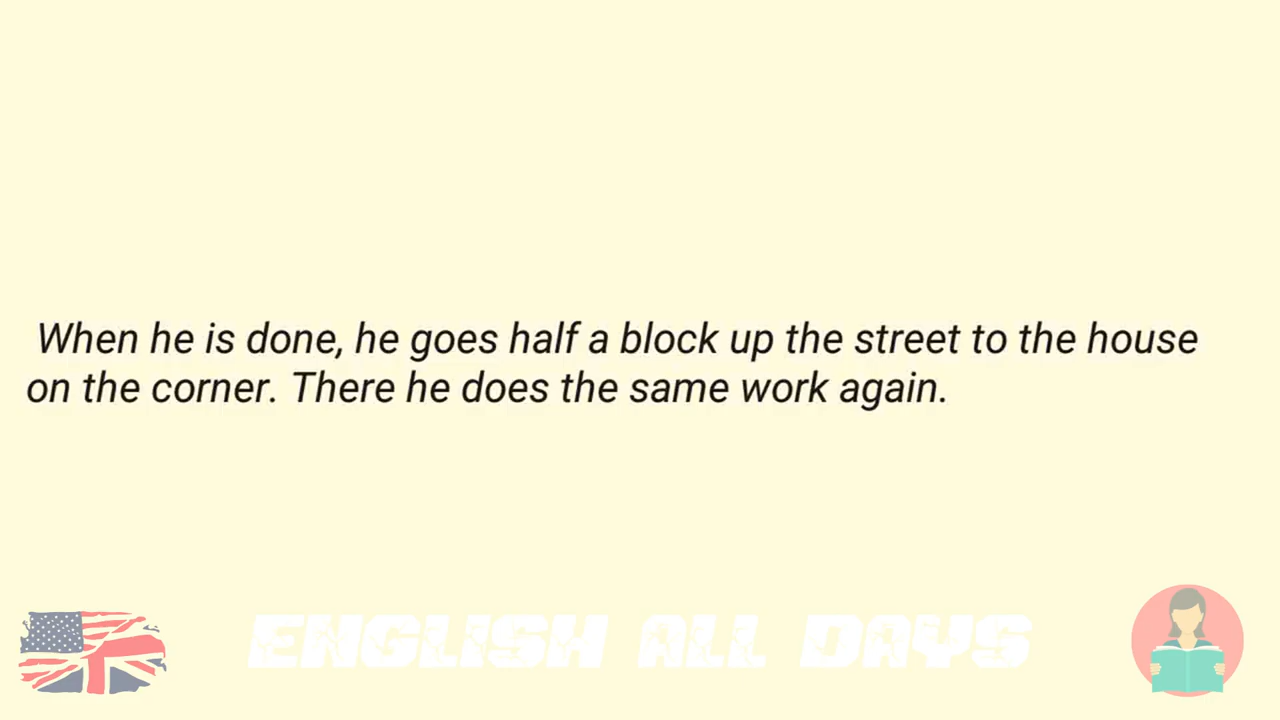 When he is done, he goes half a block up the street to the house
on the corner. There he does the same work again.
ENGLISH ALL DAYS